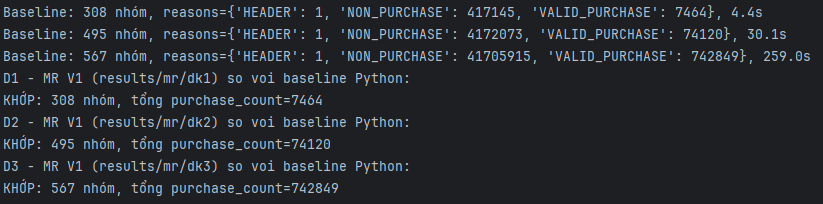 Baseline: 308 nhóm, reasons={'HEADER': 1, 'NON_PURCHASE': 417145, 'VALID_PURCHASE': 7464}, 4.4s
Baseline: 495 nhóm, reasons={'HEADER': 1, 'NON_PURCHASE': 4172073, 'VALID_PURCHASE': 74120}, 30.1s
Baseline: 567 nhóm, reasons={'HEADER': 1, 'NON_PURCHASE': 41705915, 'VALID_PURCHASE': 742849}, 259.0s
D1 - MR V1 (results/mr/dk1) so voi baseline Python:
KHỚP: 308 nhóm, tổng purchase_count=7464
D2 - MR V1 (results/mr/dk2) so voi baseline Python:
KHỚP: 495 nhóm, tổng purchase_count=74120
D3 - MR V1 (results/mr/dk3) so voi baseline Python:
KHỚP: 567 nhóm, tổng purchase_count=742849